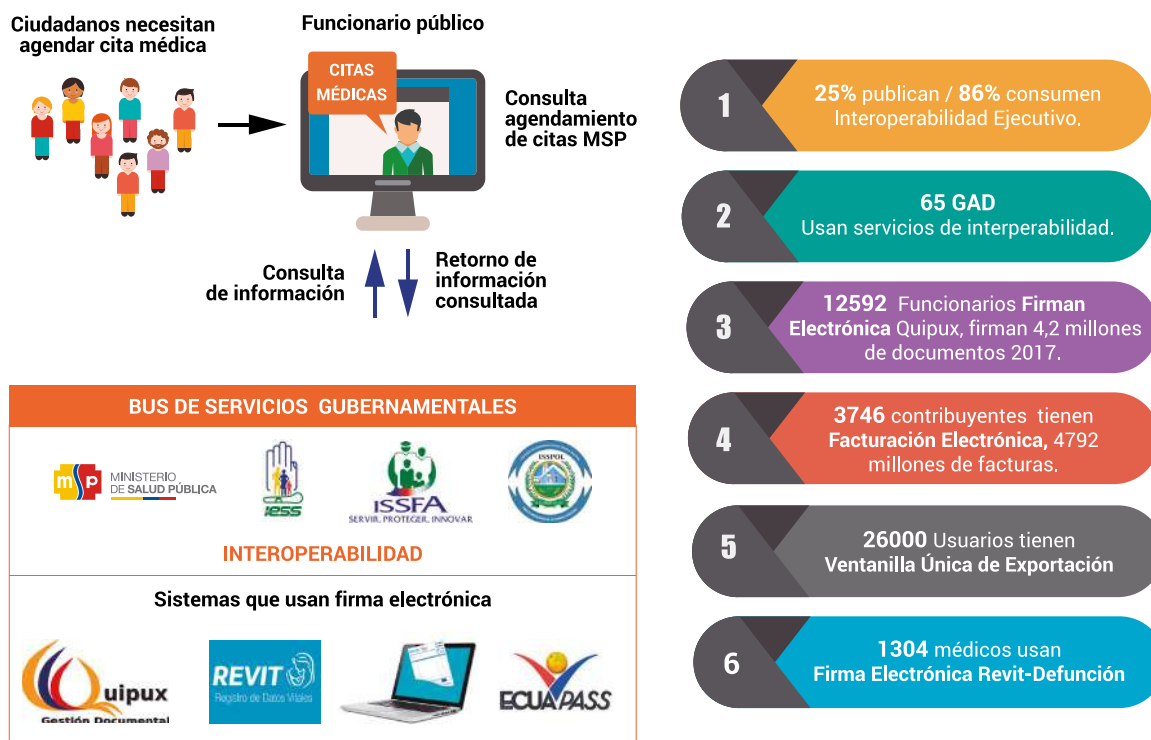 Ciudadanos necesitan
agendar cita médica
Funcionario público
CITAS
MÉDICAS
Consulta
agendamiento
de citas MSP
Consulta
de información
Retorno de
información
consultada
BUS DE SERVICIOS GUBERNAMENTALES
msp
MINISTERIO
DE SALUD PÚBLICA
IESS
ISSFA
SERVIR, PROTEGER, INNOVAR
ISSPOL
INTEROPERABILIDAD
Sistemas que usan firma electrónica
Quipux
Gestión Documental
REVIT
Registro de Datos Vitales
ECUAPASS
1
25% publican / 86% consumen
Interoperabilidad Ejecutivo.
2
65 GAD
Usan servicios de interperabilidad.
3
12592 Funcionarios Firman
Electrónica Quipux, firman 4,2 millones
de documentos 2017.
4
3746 contribuyentes tienen
Facturación Electrónica, 4792
millones de facturas.
5
26000 Usuarios tienen
Ventanilla Única de Exportación
6
1304 médicos usan
Firma Electrónica Revit-Defunción